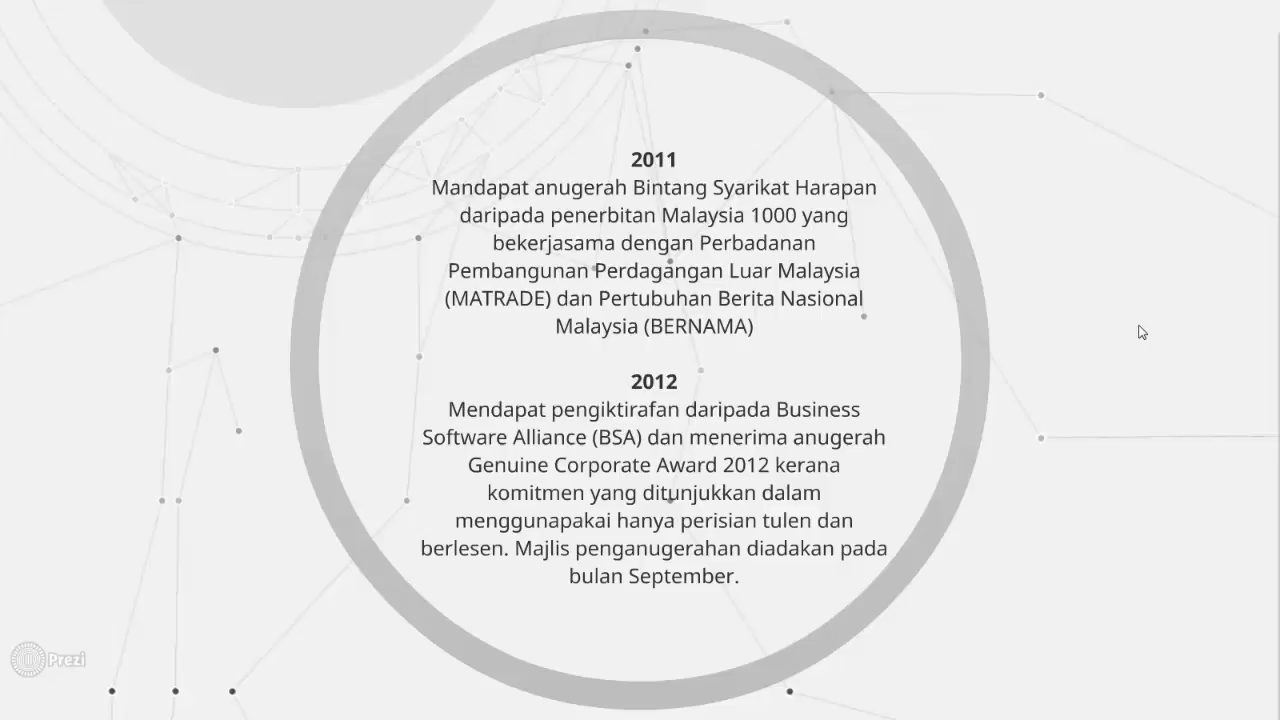 2011
Mandapat anugerah Bintang Syarikat Harapan
daripada penerbitan Malaysia 1000 yang
bekerjasama dengan Perbadanan
Pembangunan Perdagangan Luar Malaysia
(MATRADE) dan Pertubuhan Berita Nasional
Malaysia (BERNAMA)
2012
Mendapat pengiktirafan daripada Business
Software Alliance (BSA) dan menerima anugerah
Genuine Corporate Award 2012 kerana
komitmen yang ditunjukkan dalam
menggunapakai hanya perisian tulen dan
berlesen. Majlis penganugerahan diadakan pada
bulan September.
Prezi